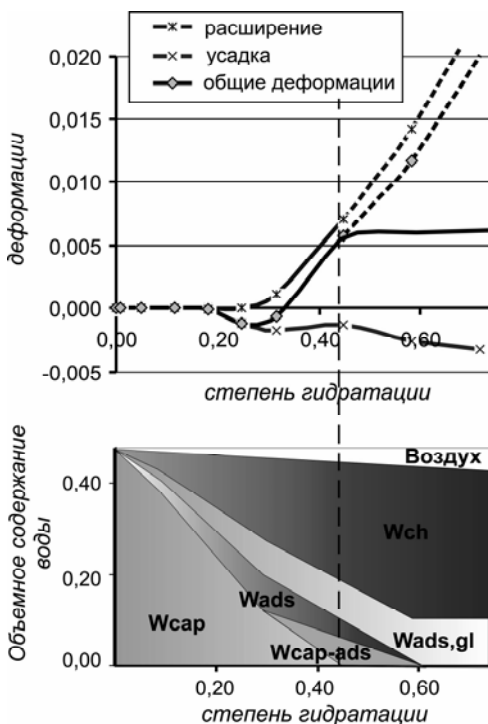 расширение
усадка
общие деформации
0,020
0,015
0,010
0,005
0,000
-0,005
деформации
0,00 0,20 0,40 0,60
степень гидратации
Объемное содержание
воды
0,40
0,20
0,00
Воздух
Wch
Wads
Wcap
Wads,gl
Wcap-ads
0,20 0,40 0,60
степень гидратации